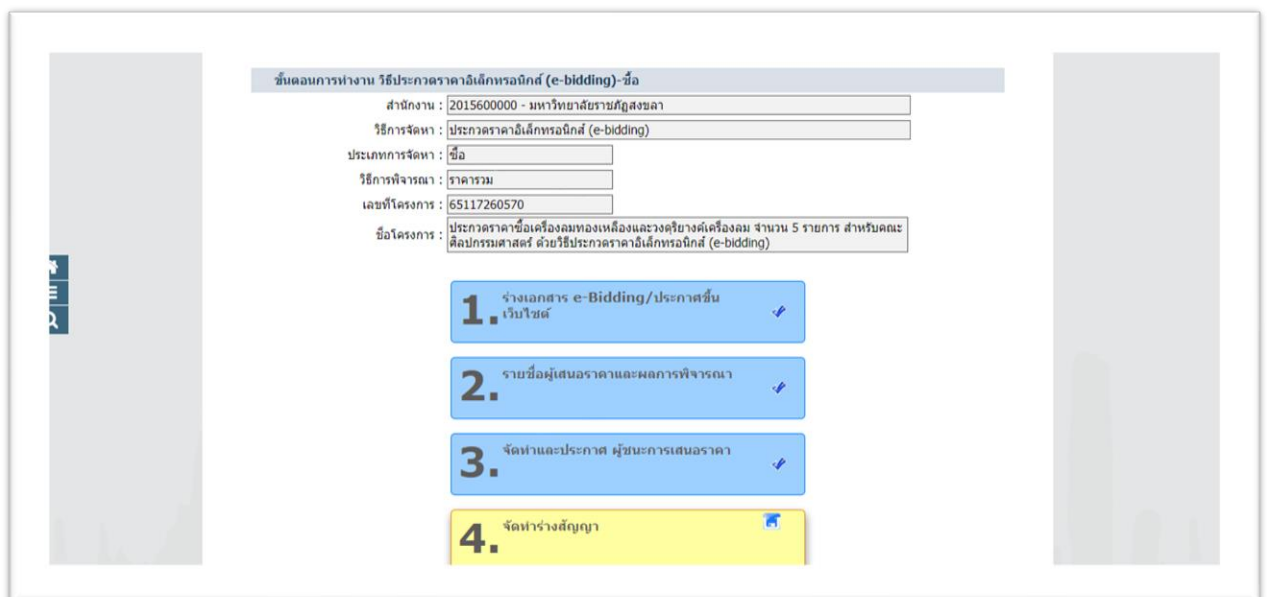 ขั้นตอนการทำงาน วิธีประกวดราคาอิเล็กทรอนิกส์ (e-bidding)-ซื้อ
สำนักงาน : 2015600000 - มหาวิทยาลัยราชภัฏสงขลา
วิธีการจัดหา : ประกวดราคาอิเล็กทรอนิกส์ (e-bidding)
ประเภทการจัดหา : ซื้อ
วิธีการพิจารณา : ราคารวม
เลขที่โครงการ : 65117260570
ชื่อโครงการ : ประกวดราคาซื้อเครื่องลมทองเหลืองและวงดุริยางค์เครื่องลม จำนวน 5 รายการ สำหรับคณะ
ศิลปกรรมศาสตร์ ด้วยวิธีประกวดราคาอิเล็กทรอนิกส์ (e-bidding)
1. ร่างเอกสาร e-Bidding/ประกาศขึ้น
เว็บไซต์
2. รายชื่อผู้เสนอราคาและผลการพิจารณา
3. จัดทำและประกาศ ผู้ชนะการเสนอราคา
4. จัดทำร่างสัญญา